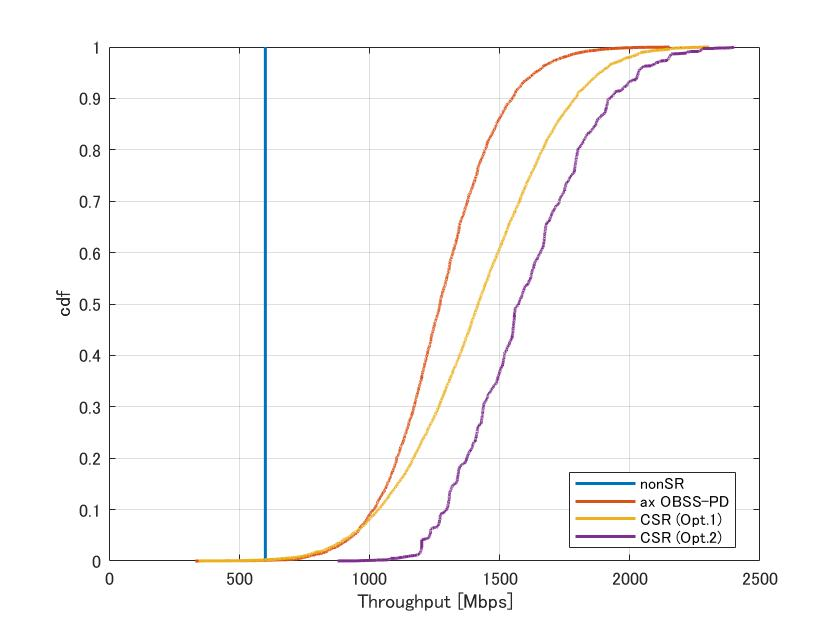 1
0.9
0.8
0.7
0.6
0.5
0.4
0.3
0.2
0.1
0
cdf
0 500 1000 1500 2000 2500
Throughput [Mbps]
nonSR
ax OBSS-PD
CSR (Opt.1)
CSR (Opt.2)